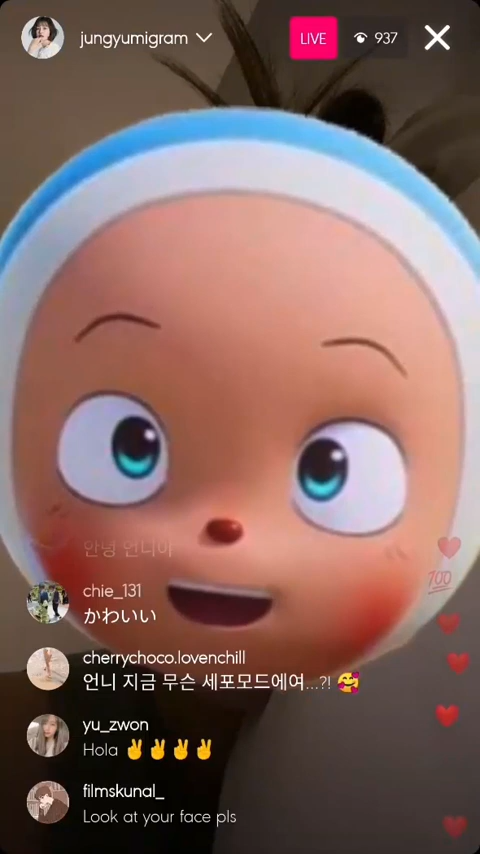 jungyumigram
LIVE
937
안녕 언니야
chie_131
かわいい
cherrychoco.lovenchill
언니 지금 무슨 세포모드에여...?! 🥰
yu_zwon
Hola ✌️✌️✌️✌️
filmskunal_
Look at your face pls
💯